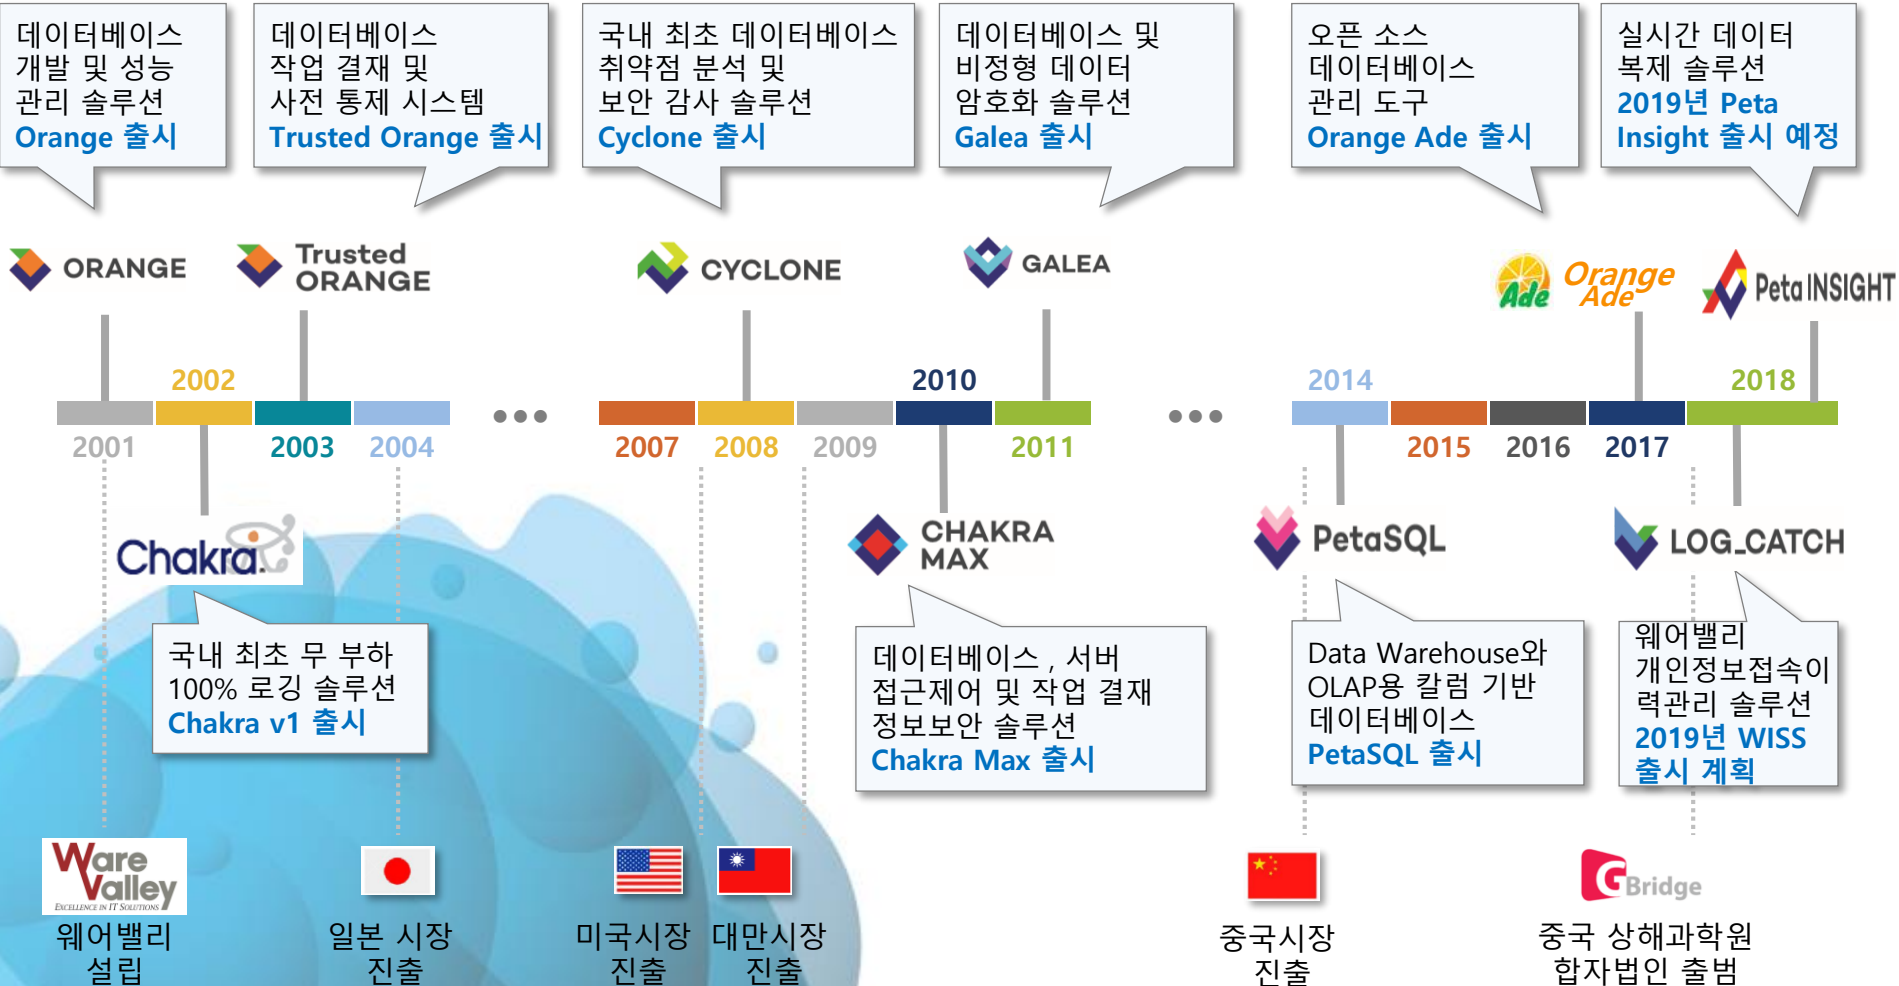 데이터베이스
개발 및 성능
관리 솔루션
Orange 출시
데이터베이스
작업 결재 및
사전 통제 시스템
Trusted Orange 출시
국내 최초 데이터베이스
취약점 분석 및
보안 감사 솔루션
Cyclone 출시
데이터베이스 및
비정형 데이터
암호화 솔루션
Galea 출시
오픈 소스
데이터베이스
관리 도구
Orange Ade 출시
실시간 데이터
복제 솔루션
2019년 Peta
Insight 출시 예정
ORANGE
Trusted
ORANGE
CYCLONE
GALEA
Ade
Orange
Ade
Peta INSIGHT
2002
2010
2014
2018
2001
2003
2004
2007
2008
2009
2011
2015
2016
2017
Chakra
CHAKRA
MAX
PetaSQL
LOG_CATCH
국내 최초 무 부하
100% 로깅 솔루션
Chakra v1 출시
데이터베이스 , 서버
접근제어 및 작업 결재
정보보안 솔루션
Chakra Max 출시
Data Warehouse와
OLAP용 칼럼 기반
데이터베이스
PetaSQL 출시
웨어밸리
개인정보접속이
력관리 솔루션
2019년 WISS
출시 계획
Ware
Valley
EXCELLENCE IN IT SOLUTIONS
GBridge
웨어밸리
설립
일본 시장
진출
미국시장
진출
대만시장
진출
중국시장
진출
중국 상해과학원
합자법인 출범